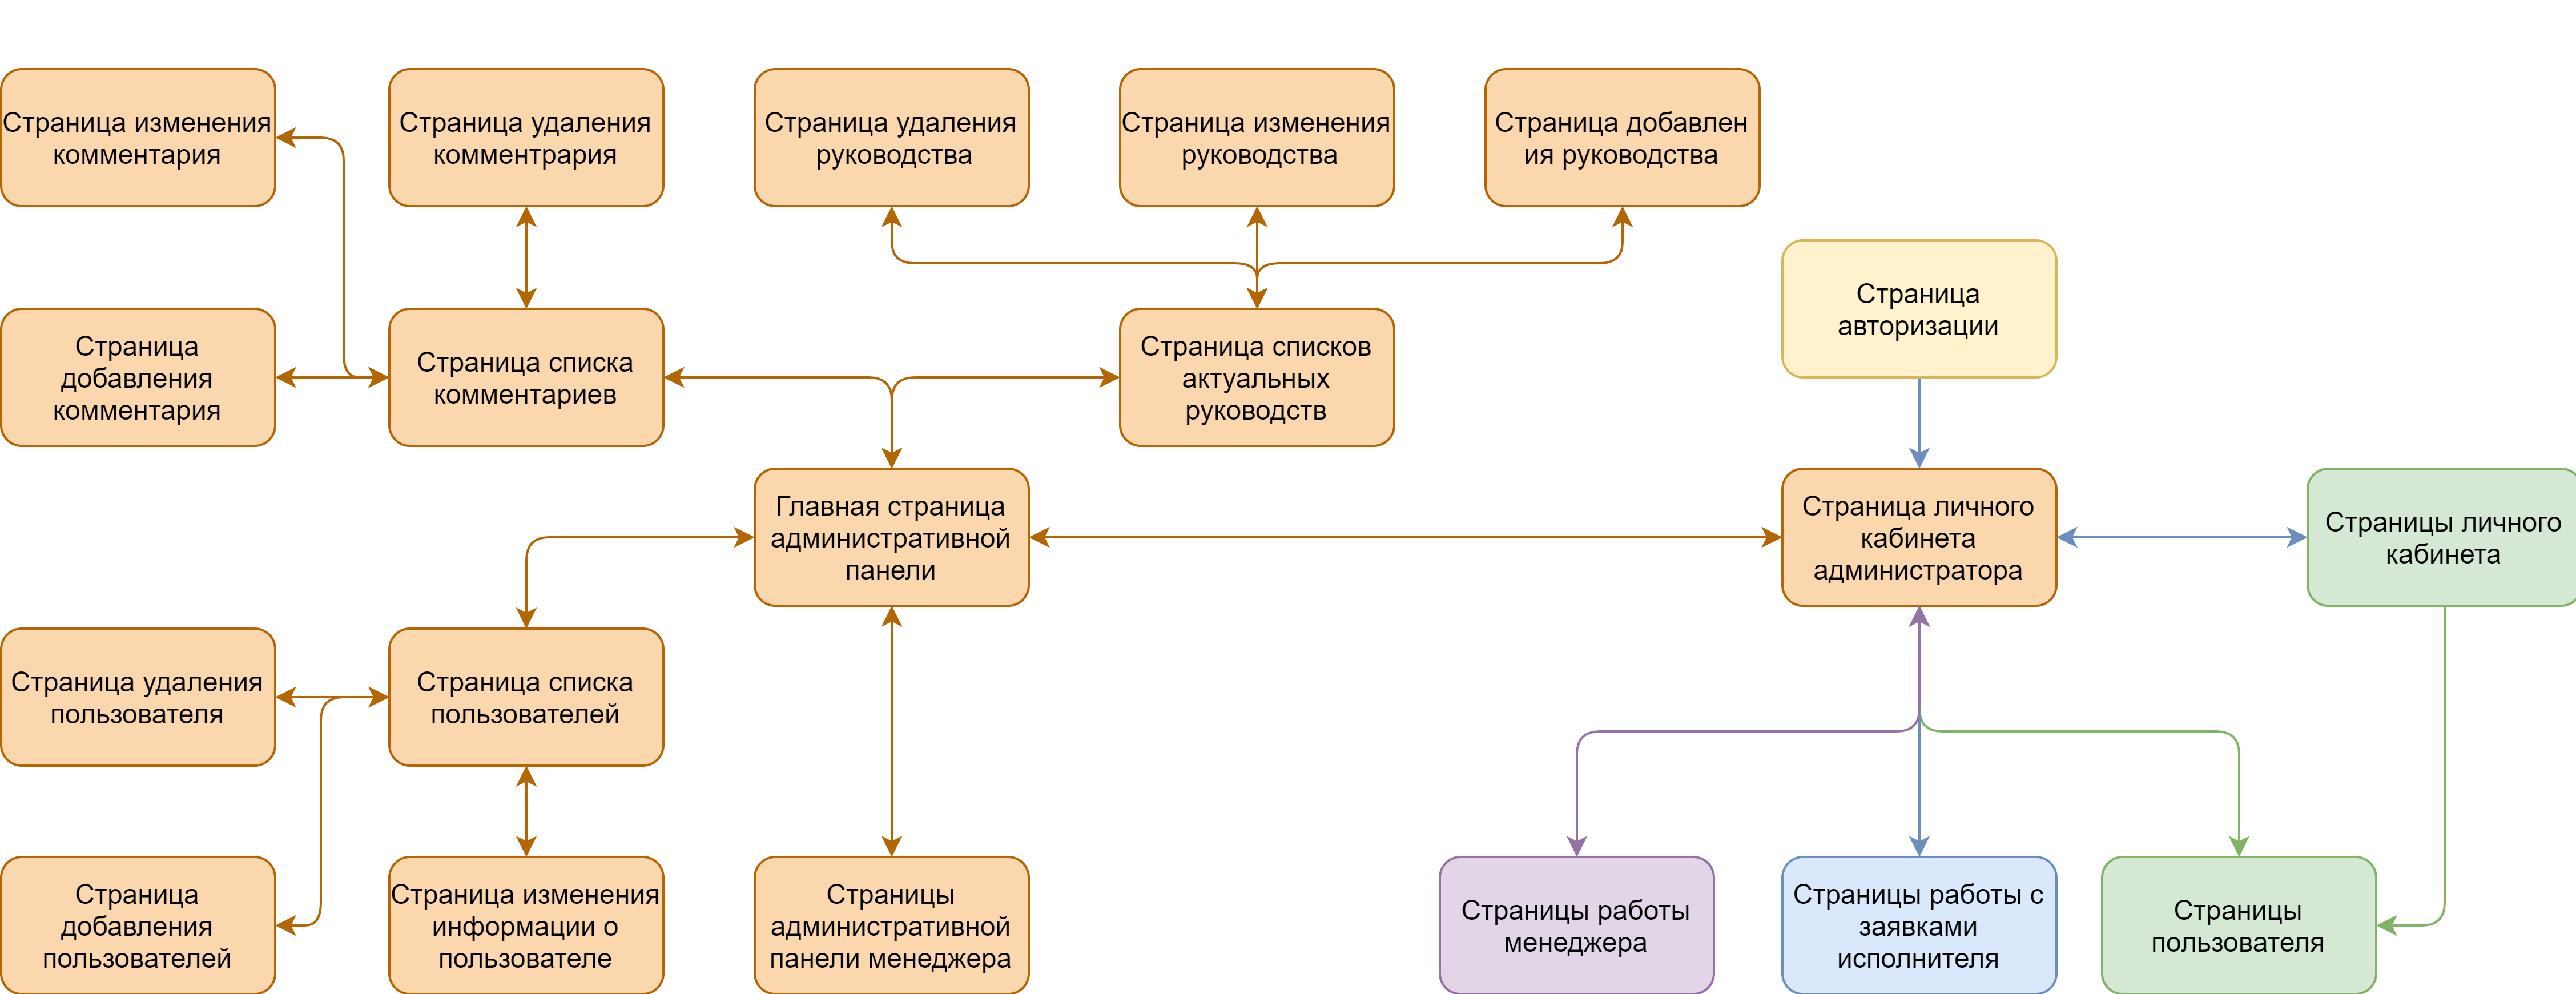 Страница изменения
комментария
Страница удаления
комментрария
Страница удаления
руководства
Страница изменения
руководства
Страница добавлен
ия руководства
Страница
авторизации
Страница
добавления
комментария
Страница списка
комментариев
Страница списков
актуальных
руководств
Главная страница
административной
панели
Страница личного
кабинета
администратора
Страницы личного
кабинета
Страница удаления
пользователя
Страница списка
пользователей
Страница
добавления
пользователей
Страница изменения
информации о
пользователе
Страницы
административной
панели менеджера
Страницы работы
менеджера
Страницы работы с
заявками
исполнителя
Страницы
пользователя